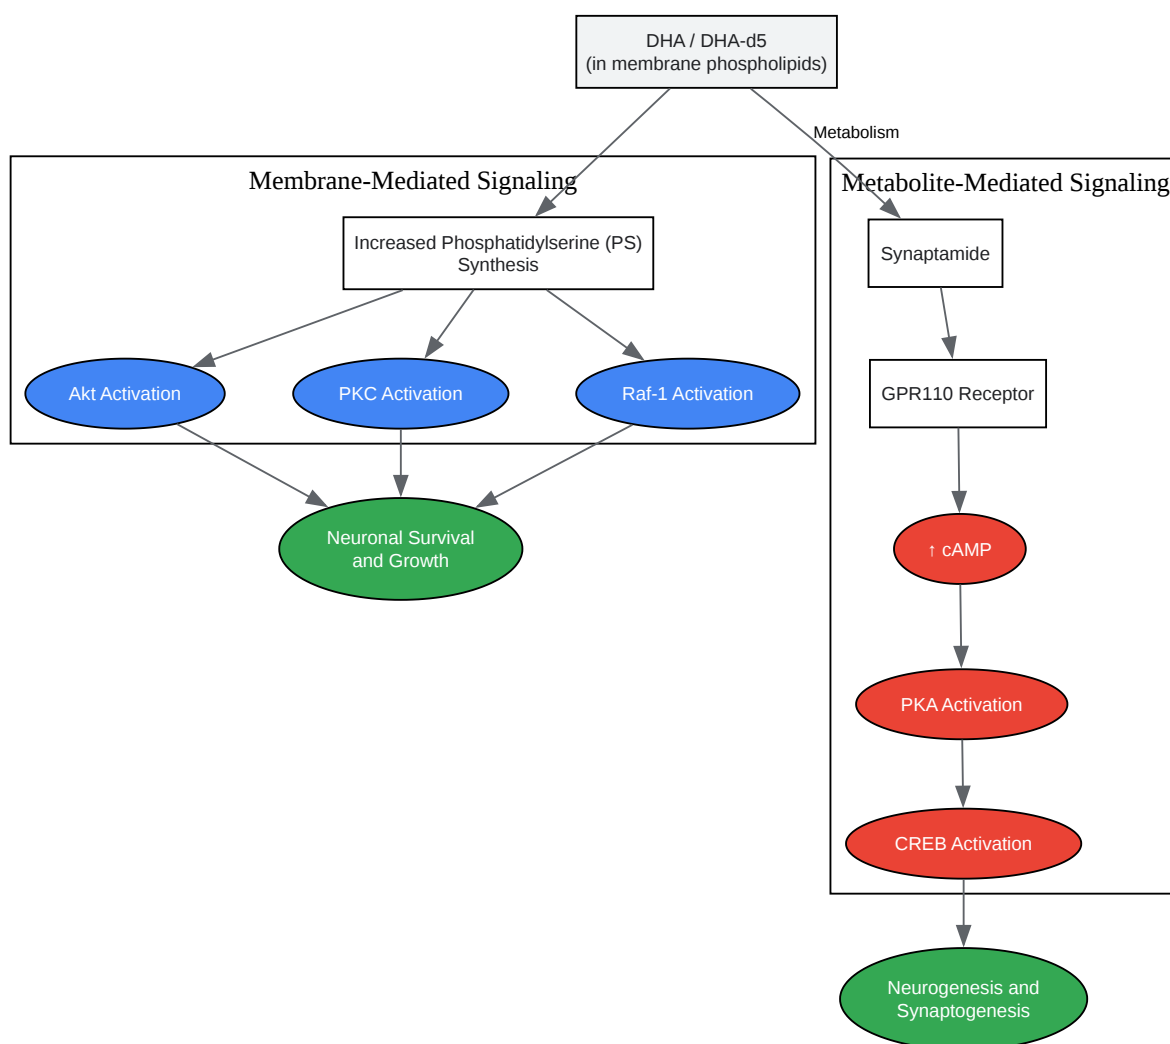 DHA / DHA-d5
(in membrane phospholipids)
Metabolism
Membrane-Mediated Signaling
Metabolite-Mediated Signaling
Increased Phosphatidylserine (PS)
Synthesis
Synaptamide
Akt Activation
PKC Activation
Raf-1 Activation
GPR110 Receptor
Neuronal Survival
and Growth
↑ cAMP
PKA Activation
CREB Activation
Neurogenesis and
Synaptogenesis